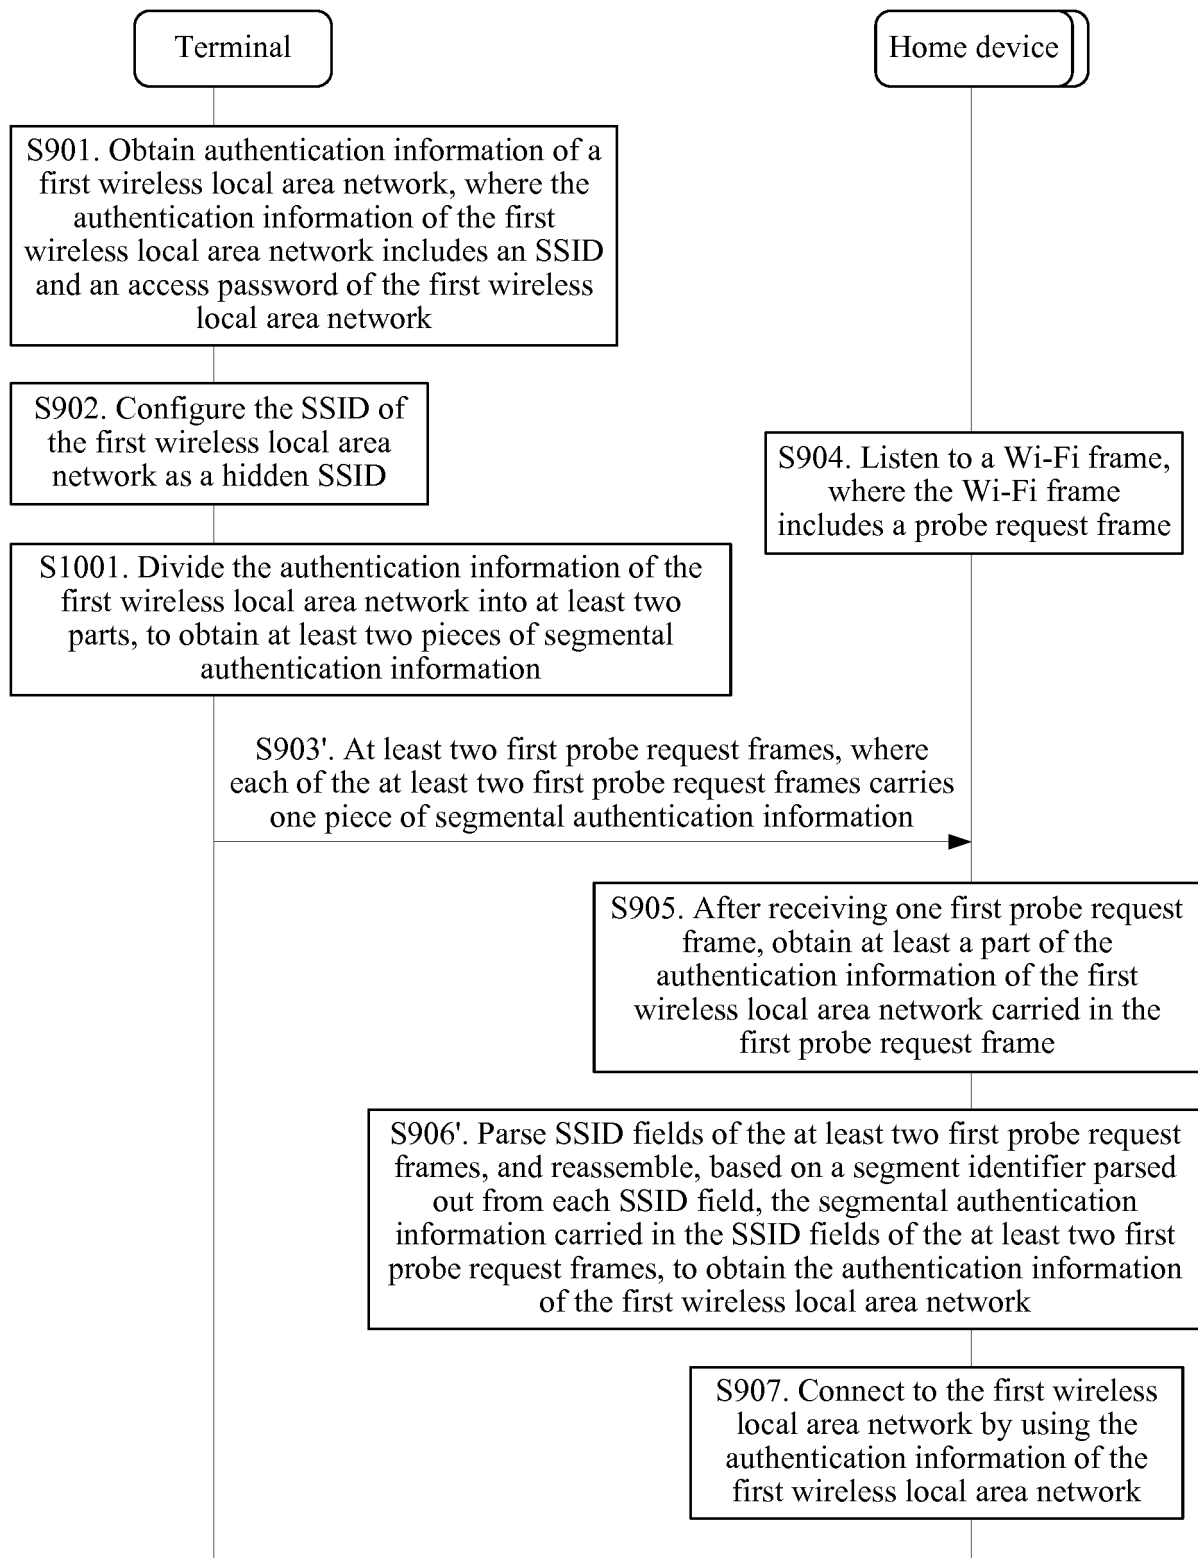 Terminal
Home device
S901. Obtain authentication information of a
first wireless local area network, where the
authentication information of the first
wireless local area network includes an SSID
and an access password of the first wireless
local area network
S902. Configure the SSID of
the first wireless local area
network as a hidden SSID
S904. Listen to a Wi-Fi frame,
where the Wi-Fi frame
includes a probe request frame
S1001. Divide the authentication information of the
first wireless local area network into at least two
parts, to obtain at least two pieces of segmental
authentication information
S903'. At least two first probe request frames, where
each of the at least two first probe request frames carries
one piece of segmental authentication information
S905. After receiving one first probe request
frame, obtain at least a part of the
authentication information of the first
wireless local area network carried in the
first probe request frame
S906'. Parse SSID fields of the at least two first probe request
frames, and reassemble, based on a segment identifier parsed
out from each SSID field, the segmental authentication
information carried in the SSID fields of the at least two first
probe request frames, to obtain the authentication information
of the first wireless local area network
S907. Connect to the first wireless
local area network by using the
authentication information of the
first wireless local area network